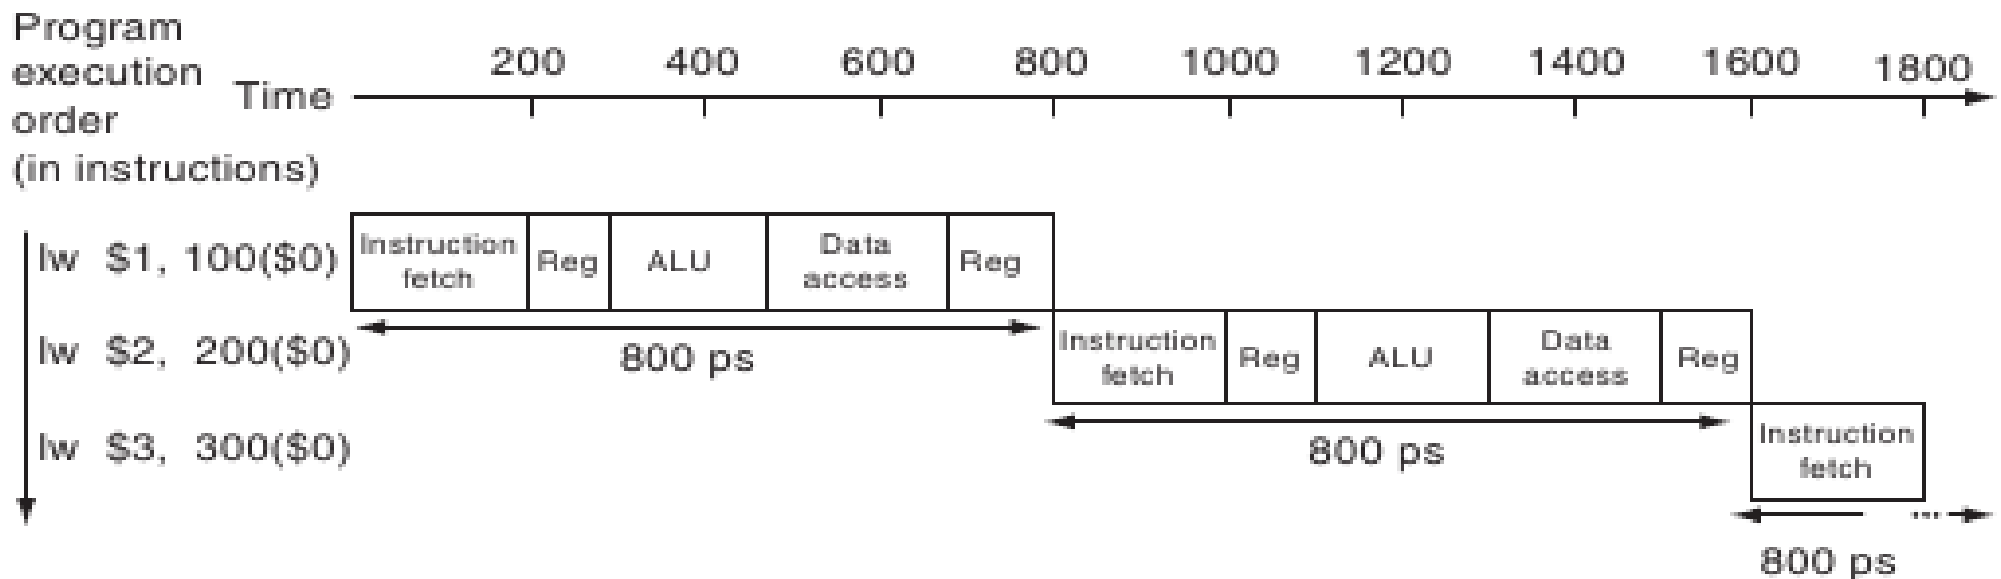 Program
execution
order
(in instructions)
Time
200 400 600 800 1000 1200 1400 1600 1800
lw $1, 100($0)
Instruction
fetch
Reg
ALU
Data
access
Reg
800 ps
lw $2, 200($0)
Instruction
fetch
Reg
ALU
Data
access
Reg
800 ps
lw $3, 300($0)
Instruction
fetch
...
800 ps